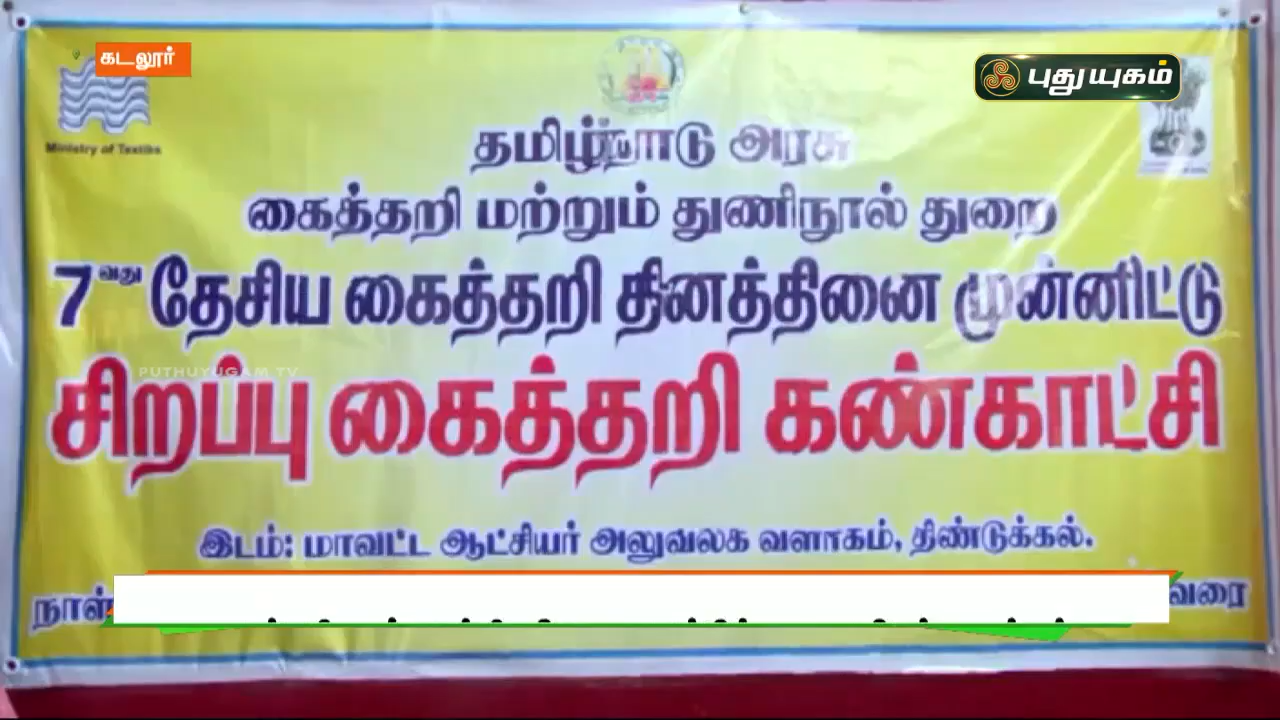 கடலூர்
புதுயுகம்
Ministry of Textiles
தமிழ்நாடு அரசு
கைத்தறி மற்றும் துணிநூல் துறை
7வது தேசிய கைத்தறி தினத்தினை முன்னிட்டு
PUTHUYUGAM TV
சிறப்பு கைத்தறி கண்காட்சி
இடம்: மாவட்ட ஆட்சியர் அலுவலக வளாகம், திண்டுக்கல்.
நாள் வரை